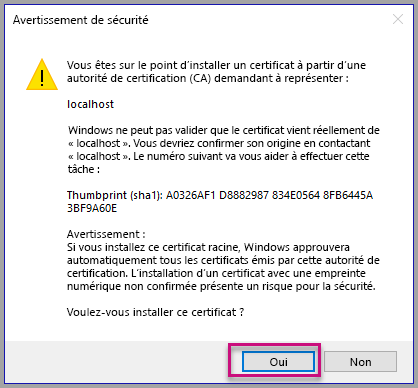 Avertissement de sécurité
Vous êtes sur le point d'installer un certificat à partir d'une
autorité de certification (CA) demandant à représenter :
localhost
Windows ne peut pas valider que le certificat vient réellement de
« localhost ». Vous devriez confirmer son origine en contactant
« localhost ». Le numéro suivant va vous aider à effectuer cette
tâche :
Thumbprint (sha1): A0326AF1 D8882987 834E0564 8FB6445A
3BF9A60E
Avertissement :
Si vous installez ce certificat racine, Windows approuvera
automatiquement tous les certificats émis par cette autorité de
certification. L'installation d'un certificat avec une empreinte
numérique non confirmée présente un risque pour la sécurité.
Voulez-vous installer ce certificat ?
Oui
Non